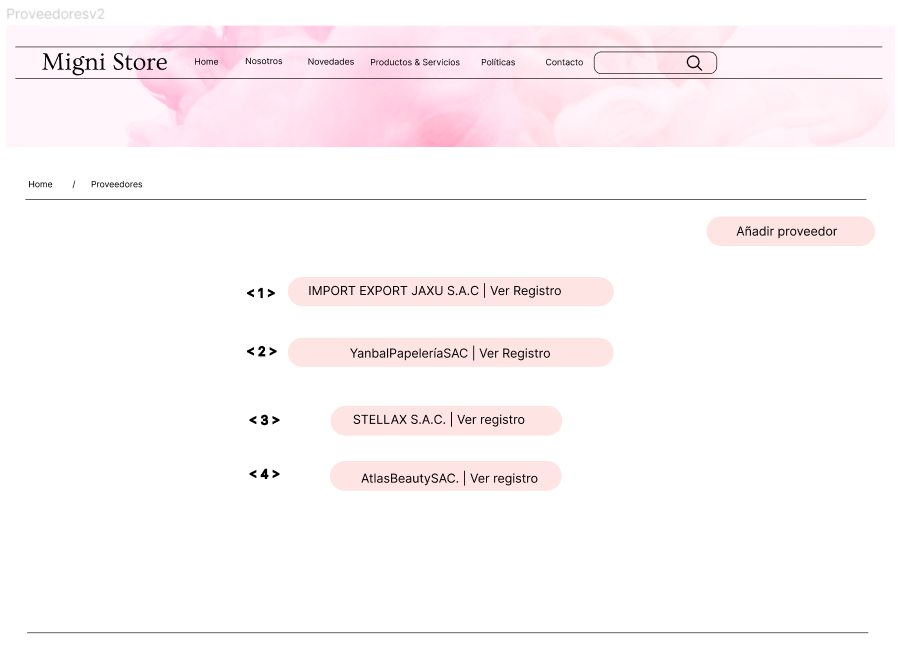 Proveedoresv2
Migni Store Home Nosotros Novedades Productos & Servicios Políticas Contacto
Home / Proveedores
Añadir proveedor
<1> IMPORT EXPORT JAXU S.A.C | Ver Registro
<2> YanbalPapeleríaSAC | Ver Registro
<3> STELLAX S.A.C. | Ver registro
<4> AtlasBeautySAC. | Ver registro